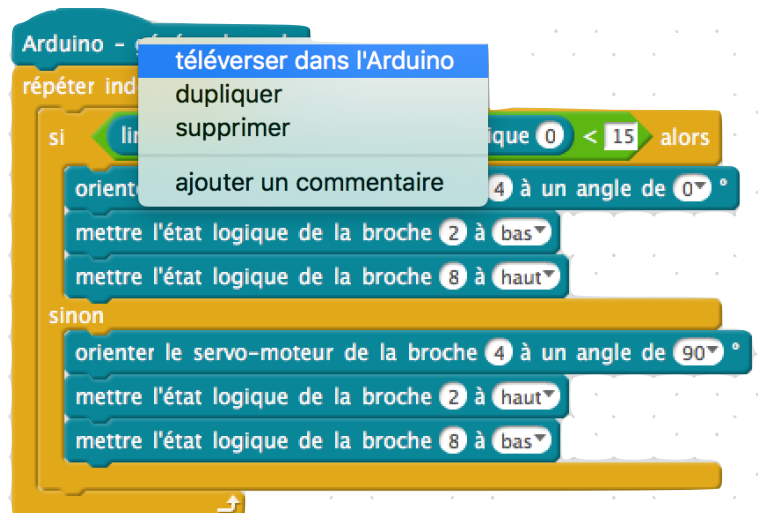 Arduino -
téléverser dans l'Arduino
répéter
dupliquer
supprimer
ajouter un commentaire
si ique 0 < 15 alors
4 à un angle de 0 °
mettre l'état logique de la broche 2 à bas
mettre l'état logique de la broche 8 à haut
sinon
orienter le servo-moteur de la broche 4 à un angle de 90 °
mettre l'état logique de la broche 2 à haut
mettre l'état logique de la broche 8 à bas